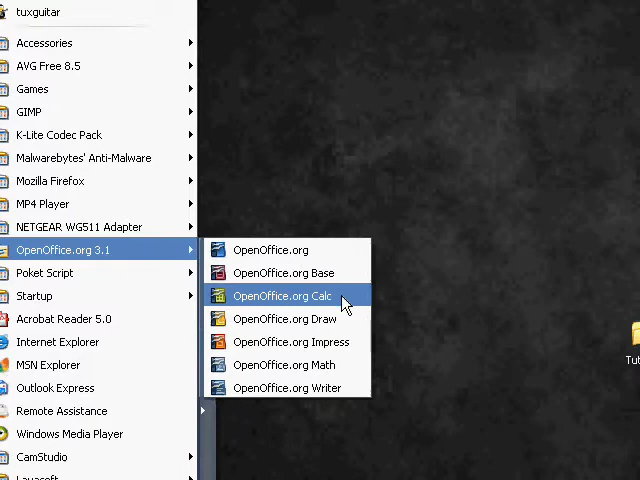 tuxguitar
Accessories
AVG Free 8.5
Games
GIMP
K-Lite Codec Pack
Malwarebytes' Anti-Malware
Mozilla Firefox
MP4 Player
NETGEAR WG511 Adapter
OpenOffice.org 3.1
Poket Script
Startup
Acrobat Reader 5.0
Internet Explorer
MSN Explorer
Outlook Express
Remote Assistance
Windows Media Player
CamStudio
Lavasoft
OpenOffice.org
OpenOffice.org Base
OpenOffice.org Calc
OpenOffice.org Draw
OpenOffice.org Impress
OpenOffice.org Math
OpenOffice.org Writer
Tut